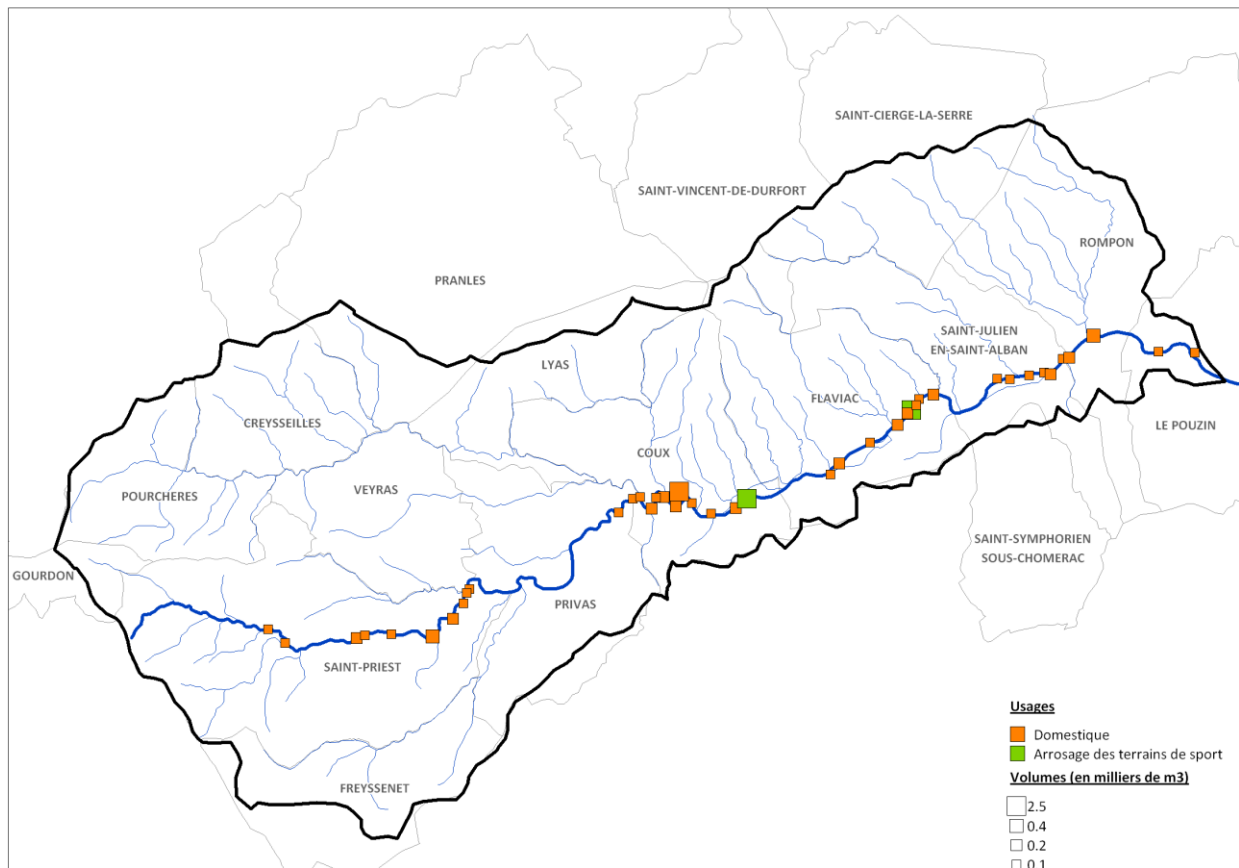 SAINT-CIERGE-LA-SERRE
SAINT-VINCENT-DE-DURFORT
ROMPON
PRANLES
SAINT-JULIEN
EN-SAINT-ALBAN
LYAS
FLAVIAC
CREYSSEILLES
LE POUZIN
COUX
VEYRAS
POURCHERES
SAINT-SYMPHORIEN
SOUS-CHOMERAC
GOURDON
PRIVAS
SAINT-PRIEST
FREYSSENET
Usages
Domestique
Arrosage des terrains de sport
Volumes (en milliers de m3)
2.5
0.4
0.2
0.1